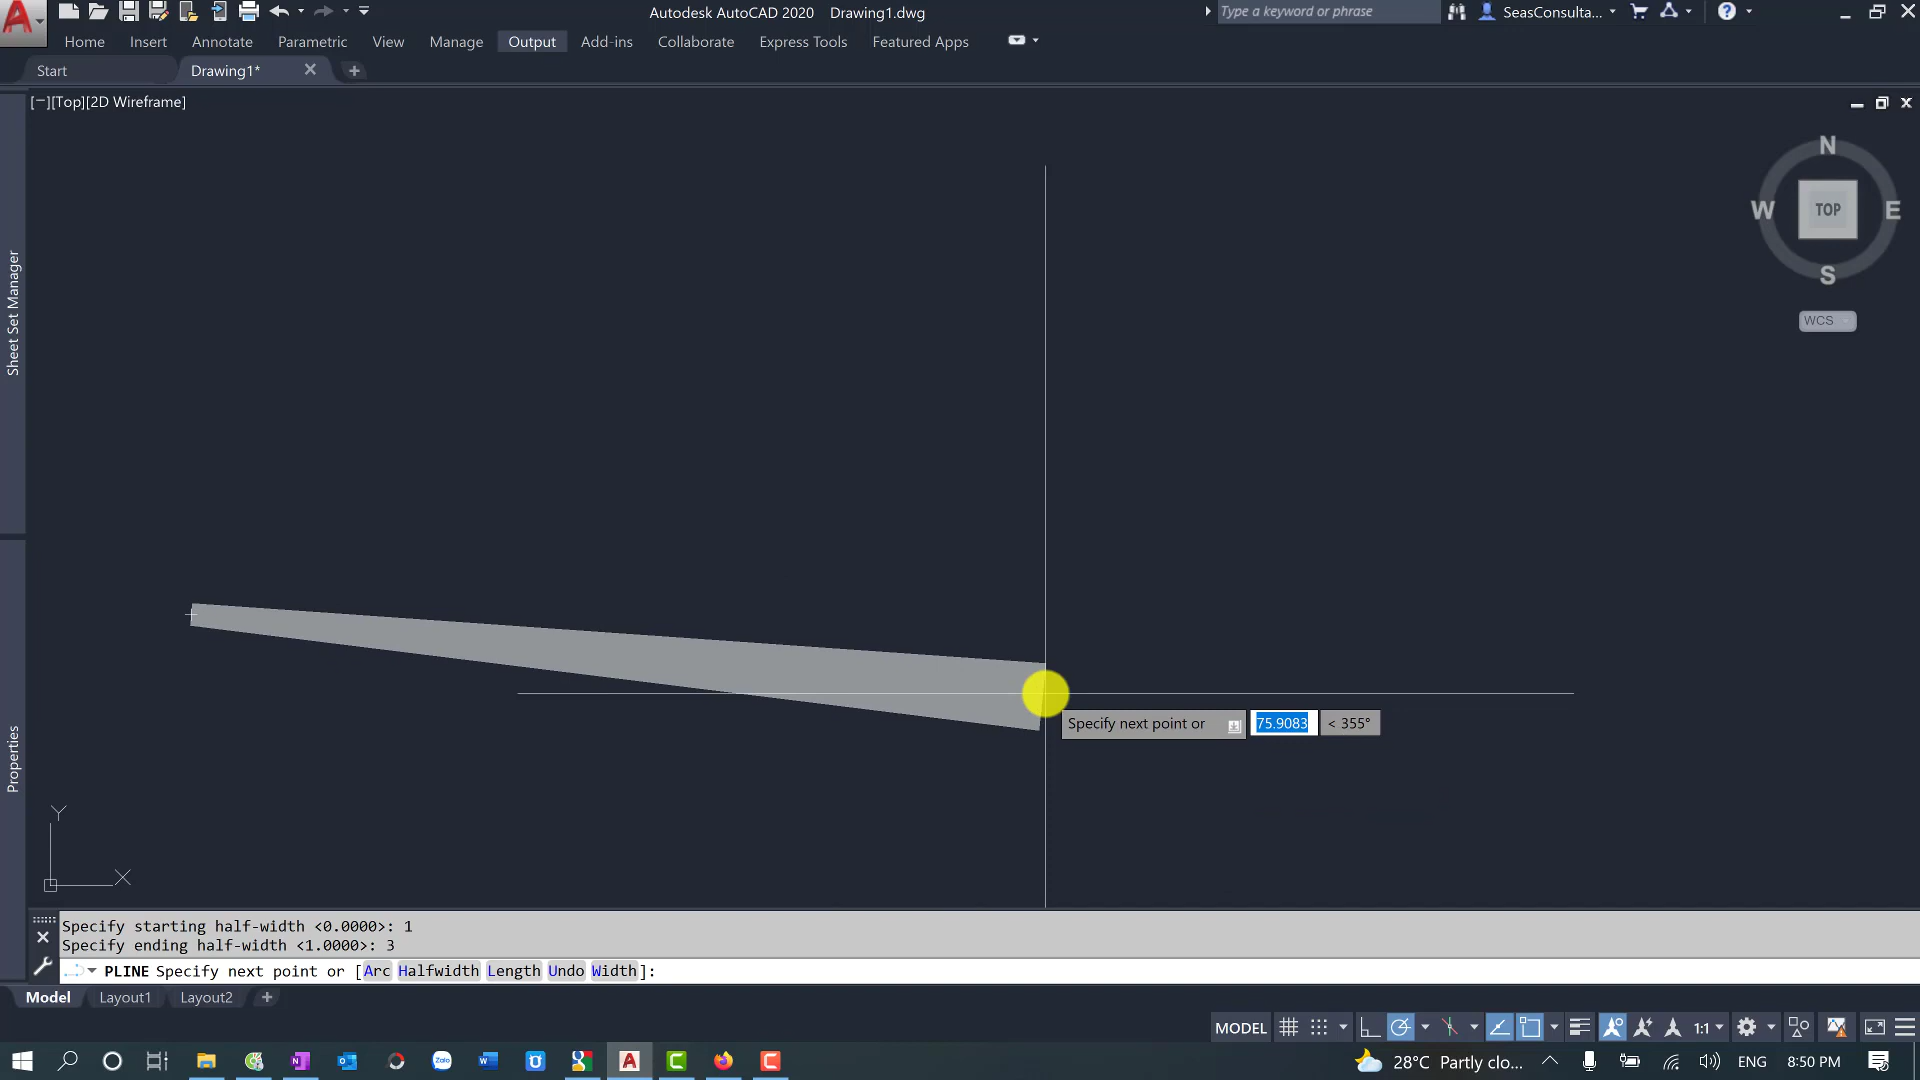 Autodesk AutoCAD 2020 Drawing1.dwg
Type a keyword or phrase
SeasConsulta...
Home Insert Annotate Parametric View Manage Output Add-ins Collaborate Express Tools Featured Apps
Start Drawing1*
[−][Top][2D Wireframe]
Sheet Set Manager
Properties
N
W TOP E
S
WCS
Specify next point or 75.9083 < 355°
Y
X
Specify starting half-width <0.0000>: 1
Specify ending half-width <1.0000>: 3
PLINE Specify next point or [Arc Halfwidth Length Undo Width]:
Model Layout1 Layout2
MODEL 1:1
28°C Partly clo... ENG 8:50 PM